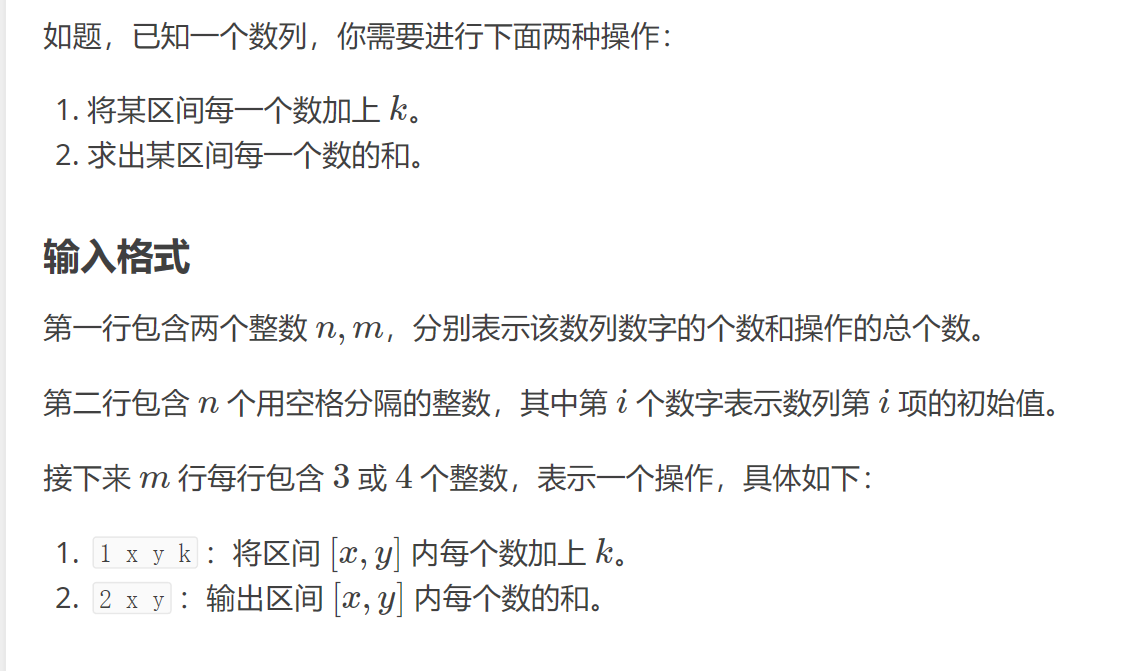 如题，已知一个数列，你需要进行下面两种操作：
1. 将某区间每一个数加上 k。
2. 求出某区间每一个数的和。
输入格式
第一行包含两个整数 n, m，分别表示该数列数字的个数和操作的总个数。
第二行包含 n 个用空格分隔的整数，其中第 i 个数字表示数列第 i 项的初始值。
接下来 m 行每行包含 3 或 4 个整数，表示一个操作，具体如下：
1. 1 x y k：将区间 [x, y] 内每个数加上 k。
2. 2 x y：输出区间 [x, y] 内每个数的和。